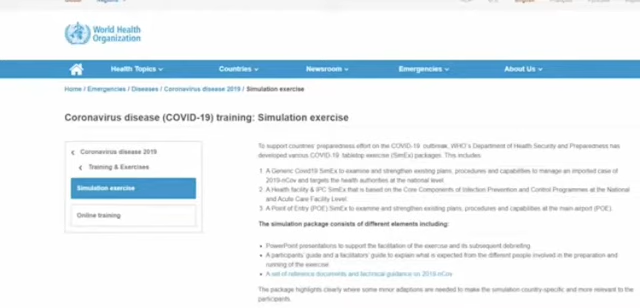 English
World Health
Organization
Health Topics
Countries
Newsroom
Emergencies
About Us
Home / Emergencies / Diseases / Coronavirus disease 2019 / Simulation exercise
Coronavirus disease (COVID-19) training: Simulation exercise
Coronavirus disease 2019
Training & Exercises
Simulation exercise
Online training
To support countries' preparedness effort on the COVID-19 outbreak, WHO's Department of Health Security and Preparedness has
developed various COVID-19 tabletop exercise (SimEx) packages. This includes:
1 A Generic Covid19 SimEx to examine and strengthen existing plans, procedures and capabilities to manage an imported case of
2019-nCoV and targets the health authorities at the national level
2 A Health facility & IPC SimEx that is based on the Core Components of Infection Prevention and Control Programmes at the National
and Acute Care Facility Level.
3 A Point of Entry (POE) SimEx to examine and strengthen existing plans, procedures and capabilities at the main airport (POE).
The simulation package consists of different elements including:
• PowerPoint presentations to support the facilitation of the exercise and its subsequent debriefing.
• A participants' guide and a facilitators' guide to explain what is expected from the different people involved in the preparation and
running of the exercise
• A set of reference documents and technical guidance on 2019-nCov
The package highlights clearly where some minor adaptions are needed to make the simulation country-specific and more relevant to the
participants.